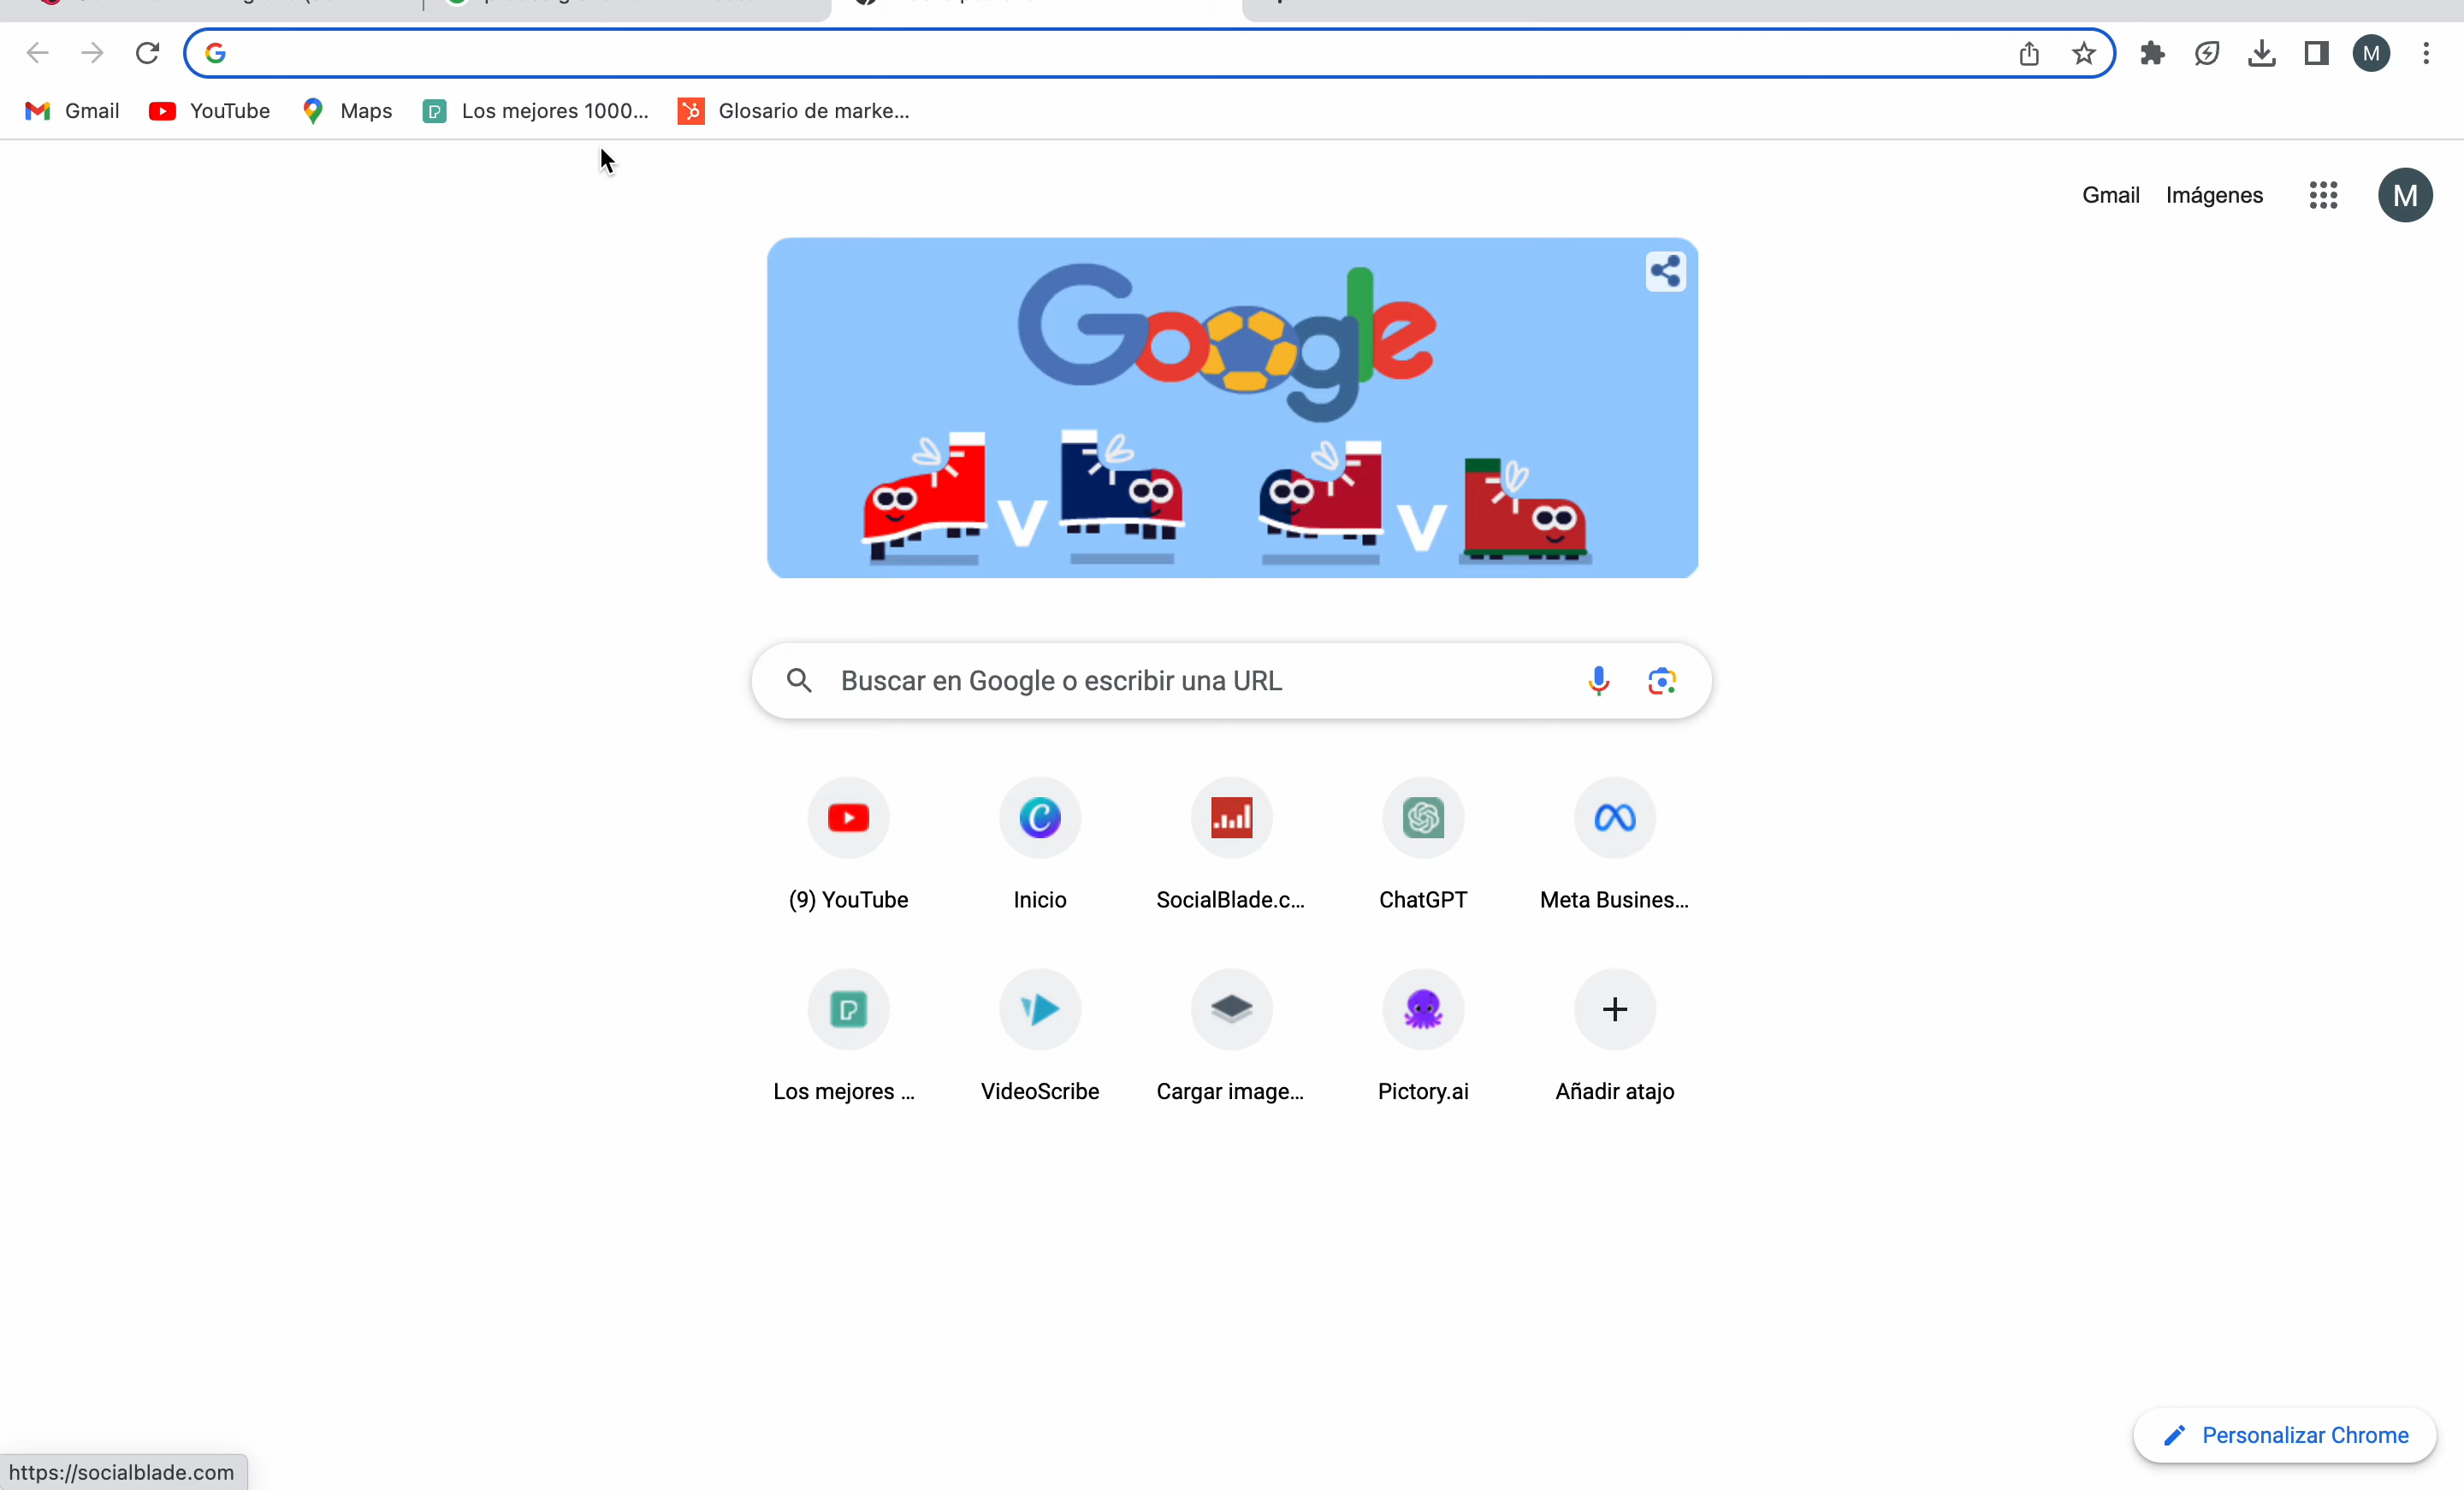 M
Gmail YouTube Maps Los mejores 1000... Glosario de marke...
Gmail Imágenes M
Google
V V
Buscar en Google o escribir una URL
(9) YouTube Inicio SocialBlade.c... ChatGPT Meta Busines...
Los mejores ... VideoScribe Cargar image... Pictory.ai Añadir atajo
Personalizar Chrome
https://socialblade.com